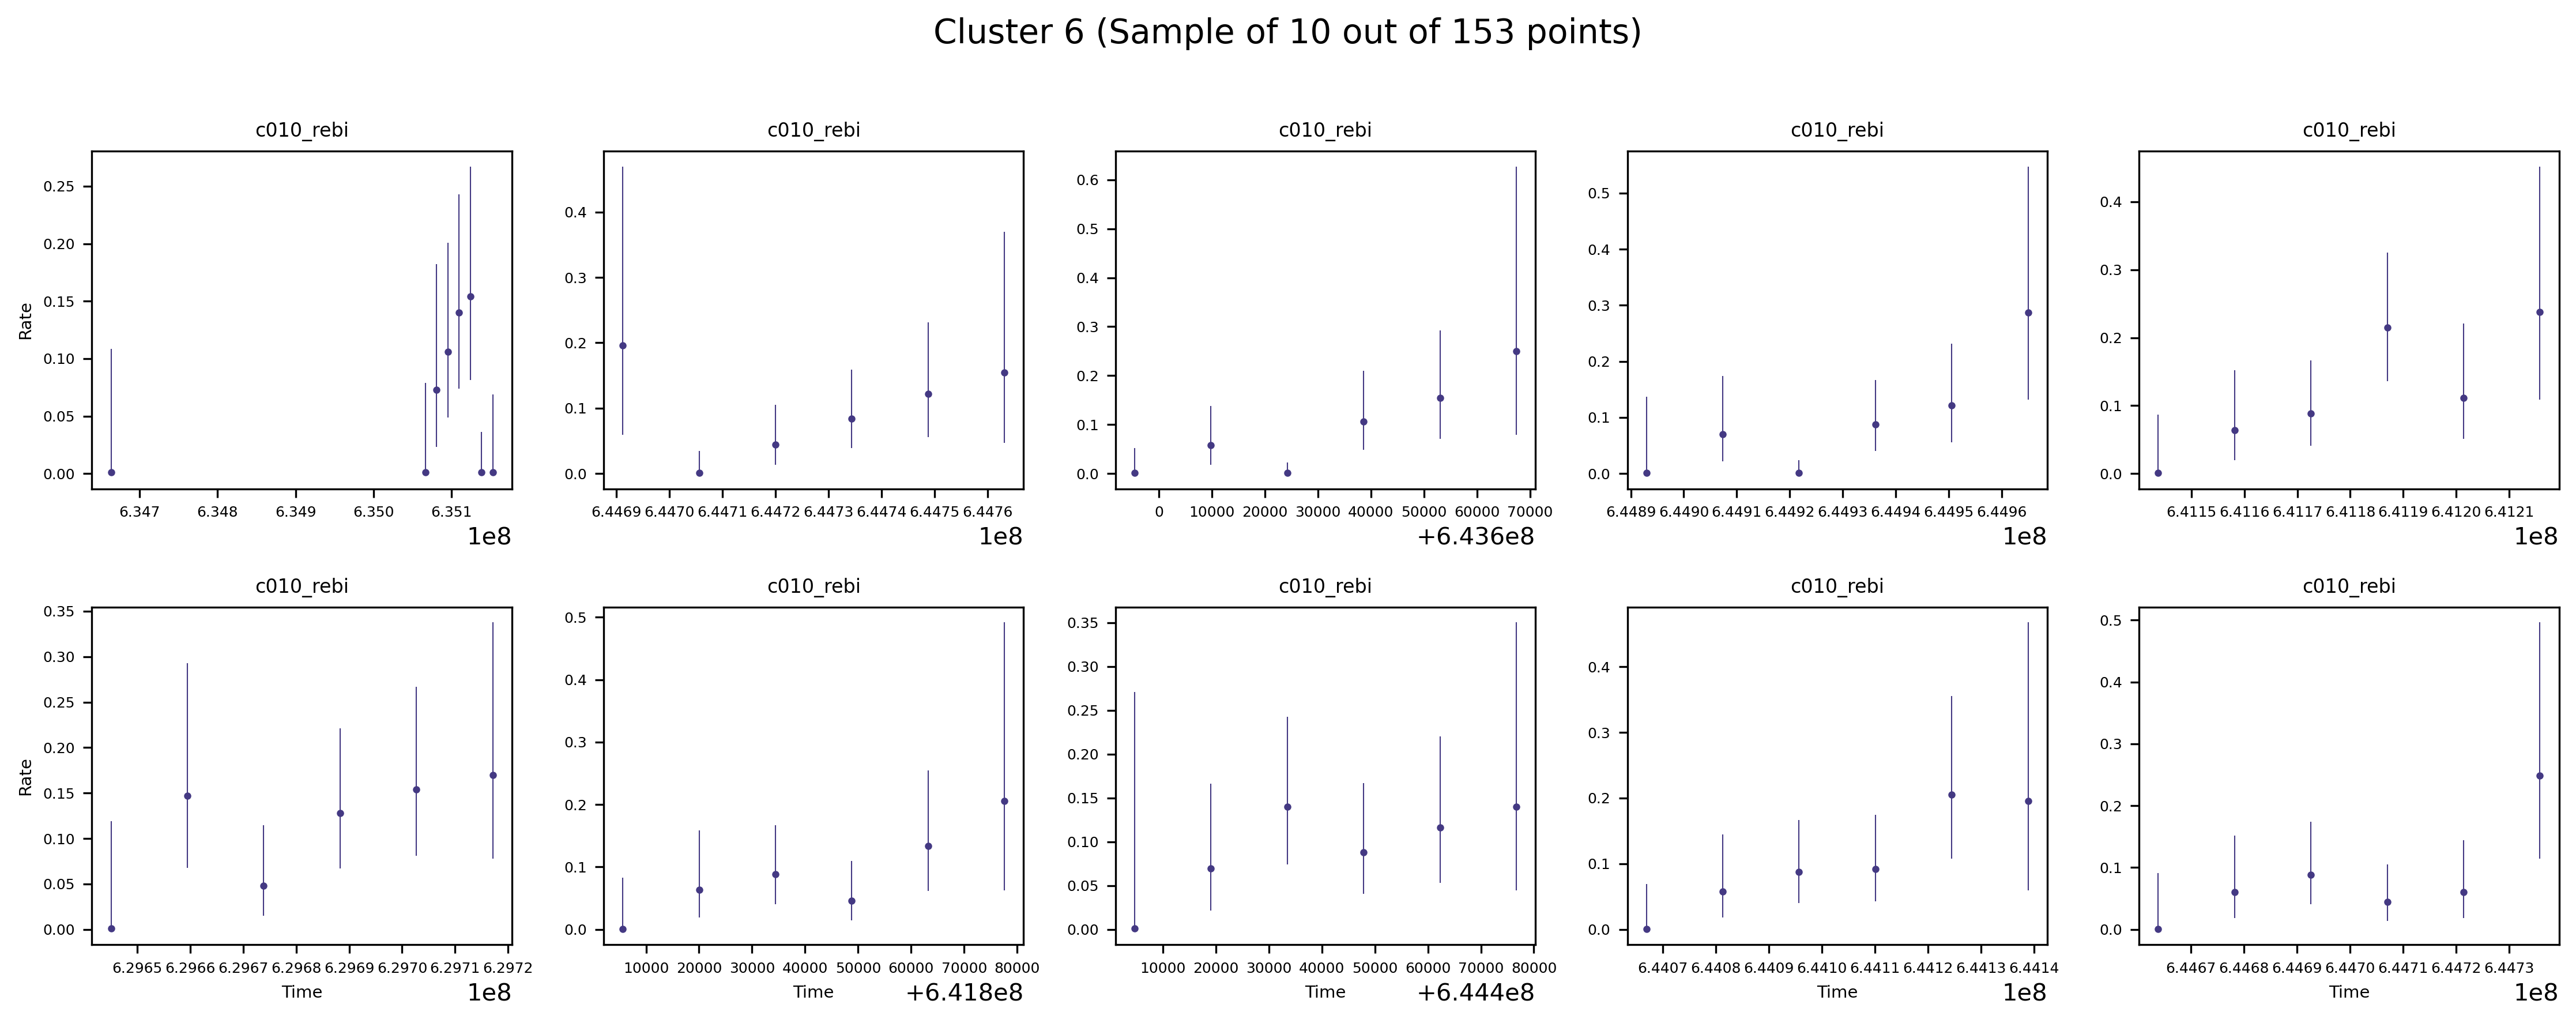 Cluster 6 (Sample of 10 out of 153 points)
c010_rebi c010_rebi c010_rebi c010_rebi c010_rebi
Rate
0.25
0.20
0.15
0.10
0.05
0.00
6.347 6.348 6.349 6.350 6.351
1e8
0.4
0.3
0.2
0.1
0.0
6.4469 6.4470 6.4471 6.4472 6.4473 6.4474 6.4475 6.4476
1e8
0.6
0.5
0.4
0.3
0.2
0.1
0.0
0 10000 20000 30000 40000 50000 60000 70000
+6.436e8
0.5
0.4
0.3
0.2
0.1
0.0
6.4489 6.4490 6.4491 6.4492 6.4493 6.4494 6.4495 6.4496
1e8
0.4
0.3
0.2
0.1
0.0
6.4115 6.4116 6.4117 6.4118 6.4119 6.4120 6.4121
1e8
c010_rebi c010_rebi c010_rebi c010_rebi c010_rebi
Rate
0.35
0.30
0.25
0.20
0.15
0.10
0.05
0.00
6.2965 6.2966 6.2967 6.2968 6.2969 6.2970 6.2971 6.2972
Time 1e8
0.5
0.4
0.3
0.2
0.1
0.0
10000 20000 30000 40000 50000 60000 70000 80000
Time +6.418e8
0.35
0.30
0.25
0.20
0.15
0.10
0.05
0.00
10000 20000 30000 40000 50000 60000 70000 80000
Time +6.444e8
0.4
0.3
0.2
0.1
0.0
6.4407 6.4408 6.4409 6.4410 6.4411 6.4412 6.4413 6.4414
Time 1e8
0.5
0.4
0.3
0.2
0.1
0.0
6.4467 6.4468 6.4469 6.4470 6.4471 6.4472 6.4473
Time 1e8